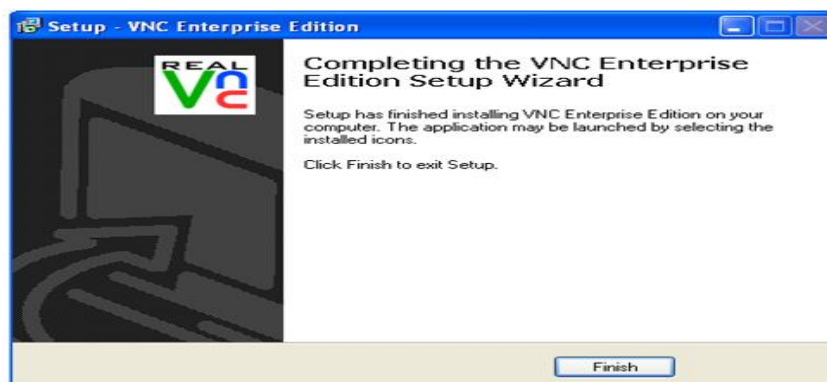 Setup - VNC Enterprise Edition
REAL
VNC
Completing the VNC Enterprise
Edition Setup Wizard
Setup has finished installing VNC Enterprise Edition on your
computer. The application may be launched by selecting the
installed icons.
Click Finish to exit Setup.
Finish